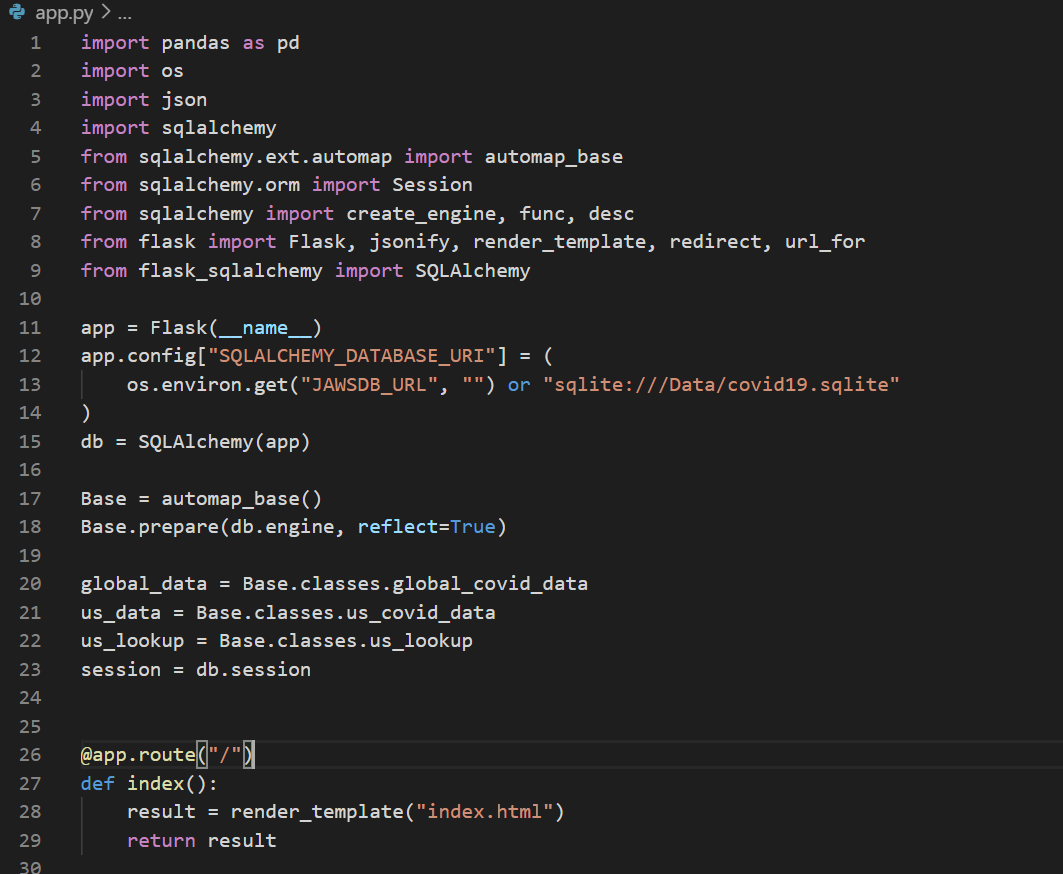 app.py > ...
1 import pandas as pd
2 import os
3 import json
4 import sqlalchemy
5 from sqlalchemy.ext.automap import automap_base
6 from sqlalchemy.orm import Session
7 from sqlalchemy import create_engine, func, desc
8 from flask import Flask, jsonify, render_template, redirect, url_for
9 from flask_sqlalchemy import SQLAlchemy
10
11 app = Flask(__name__)
12 app.config["SQLALCHEMY_DATABASE_URI"] = (
13     os.environ.get("JAWSDB_URL", "") or "sqlite:///Data/covid19.sqlite"
14 )
15 db = SQLAlchemy(app)
16
17 Base = automap_base()
18 Base.prepare(db.engine, reflect=True)
19
20 global_data = Base.classes.global_covid_data
21 us_data = Base.classes.us_covid_data
22 us_lookup = Base.classes.us_lookup
23 session = db.session
24
25
26 @app.route("/")
27 def index():
28     result = render_template("index.html")
29     return result
30